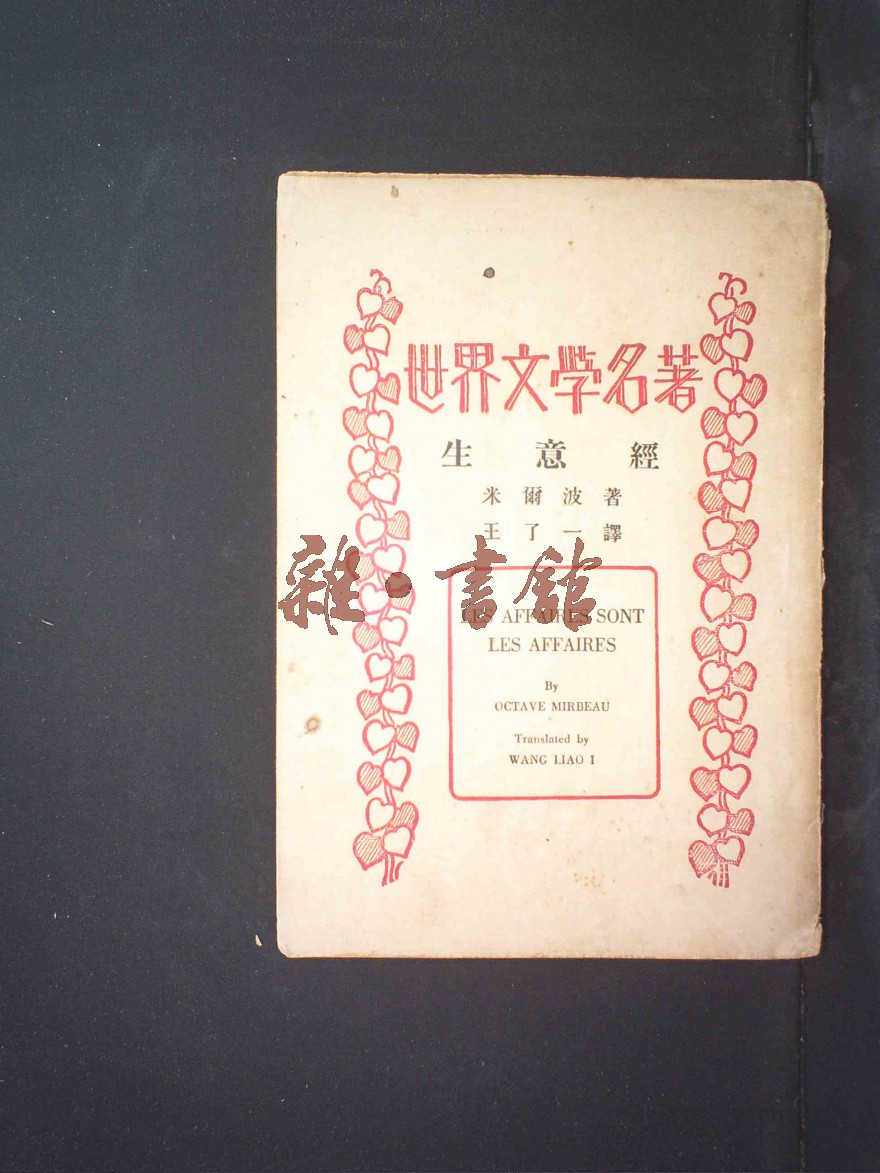 世界文學名著
生意經
米爾波著
王了一譯
雜·書館
LES AFFAIRES SONT
LES AFFAIRES
By
OCTAVE MIRBEAU
Translated by
WANG LIAO I